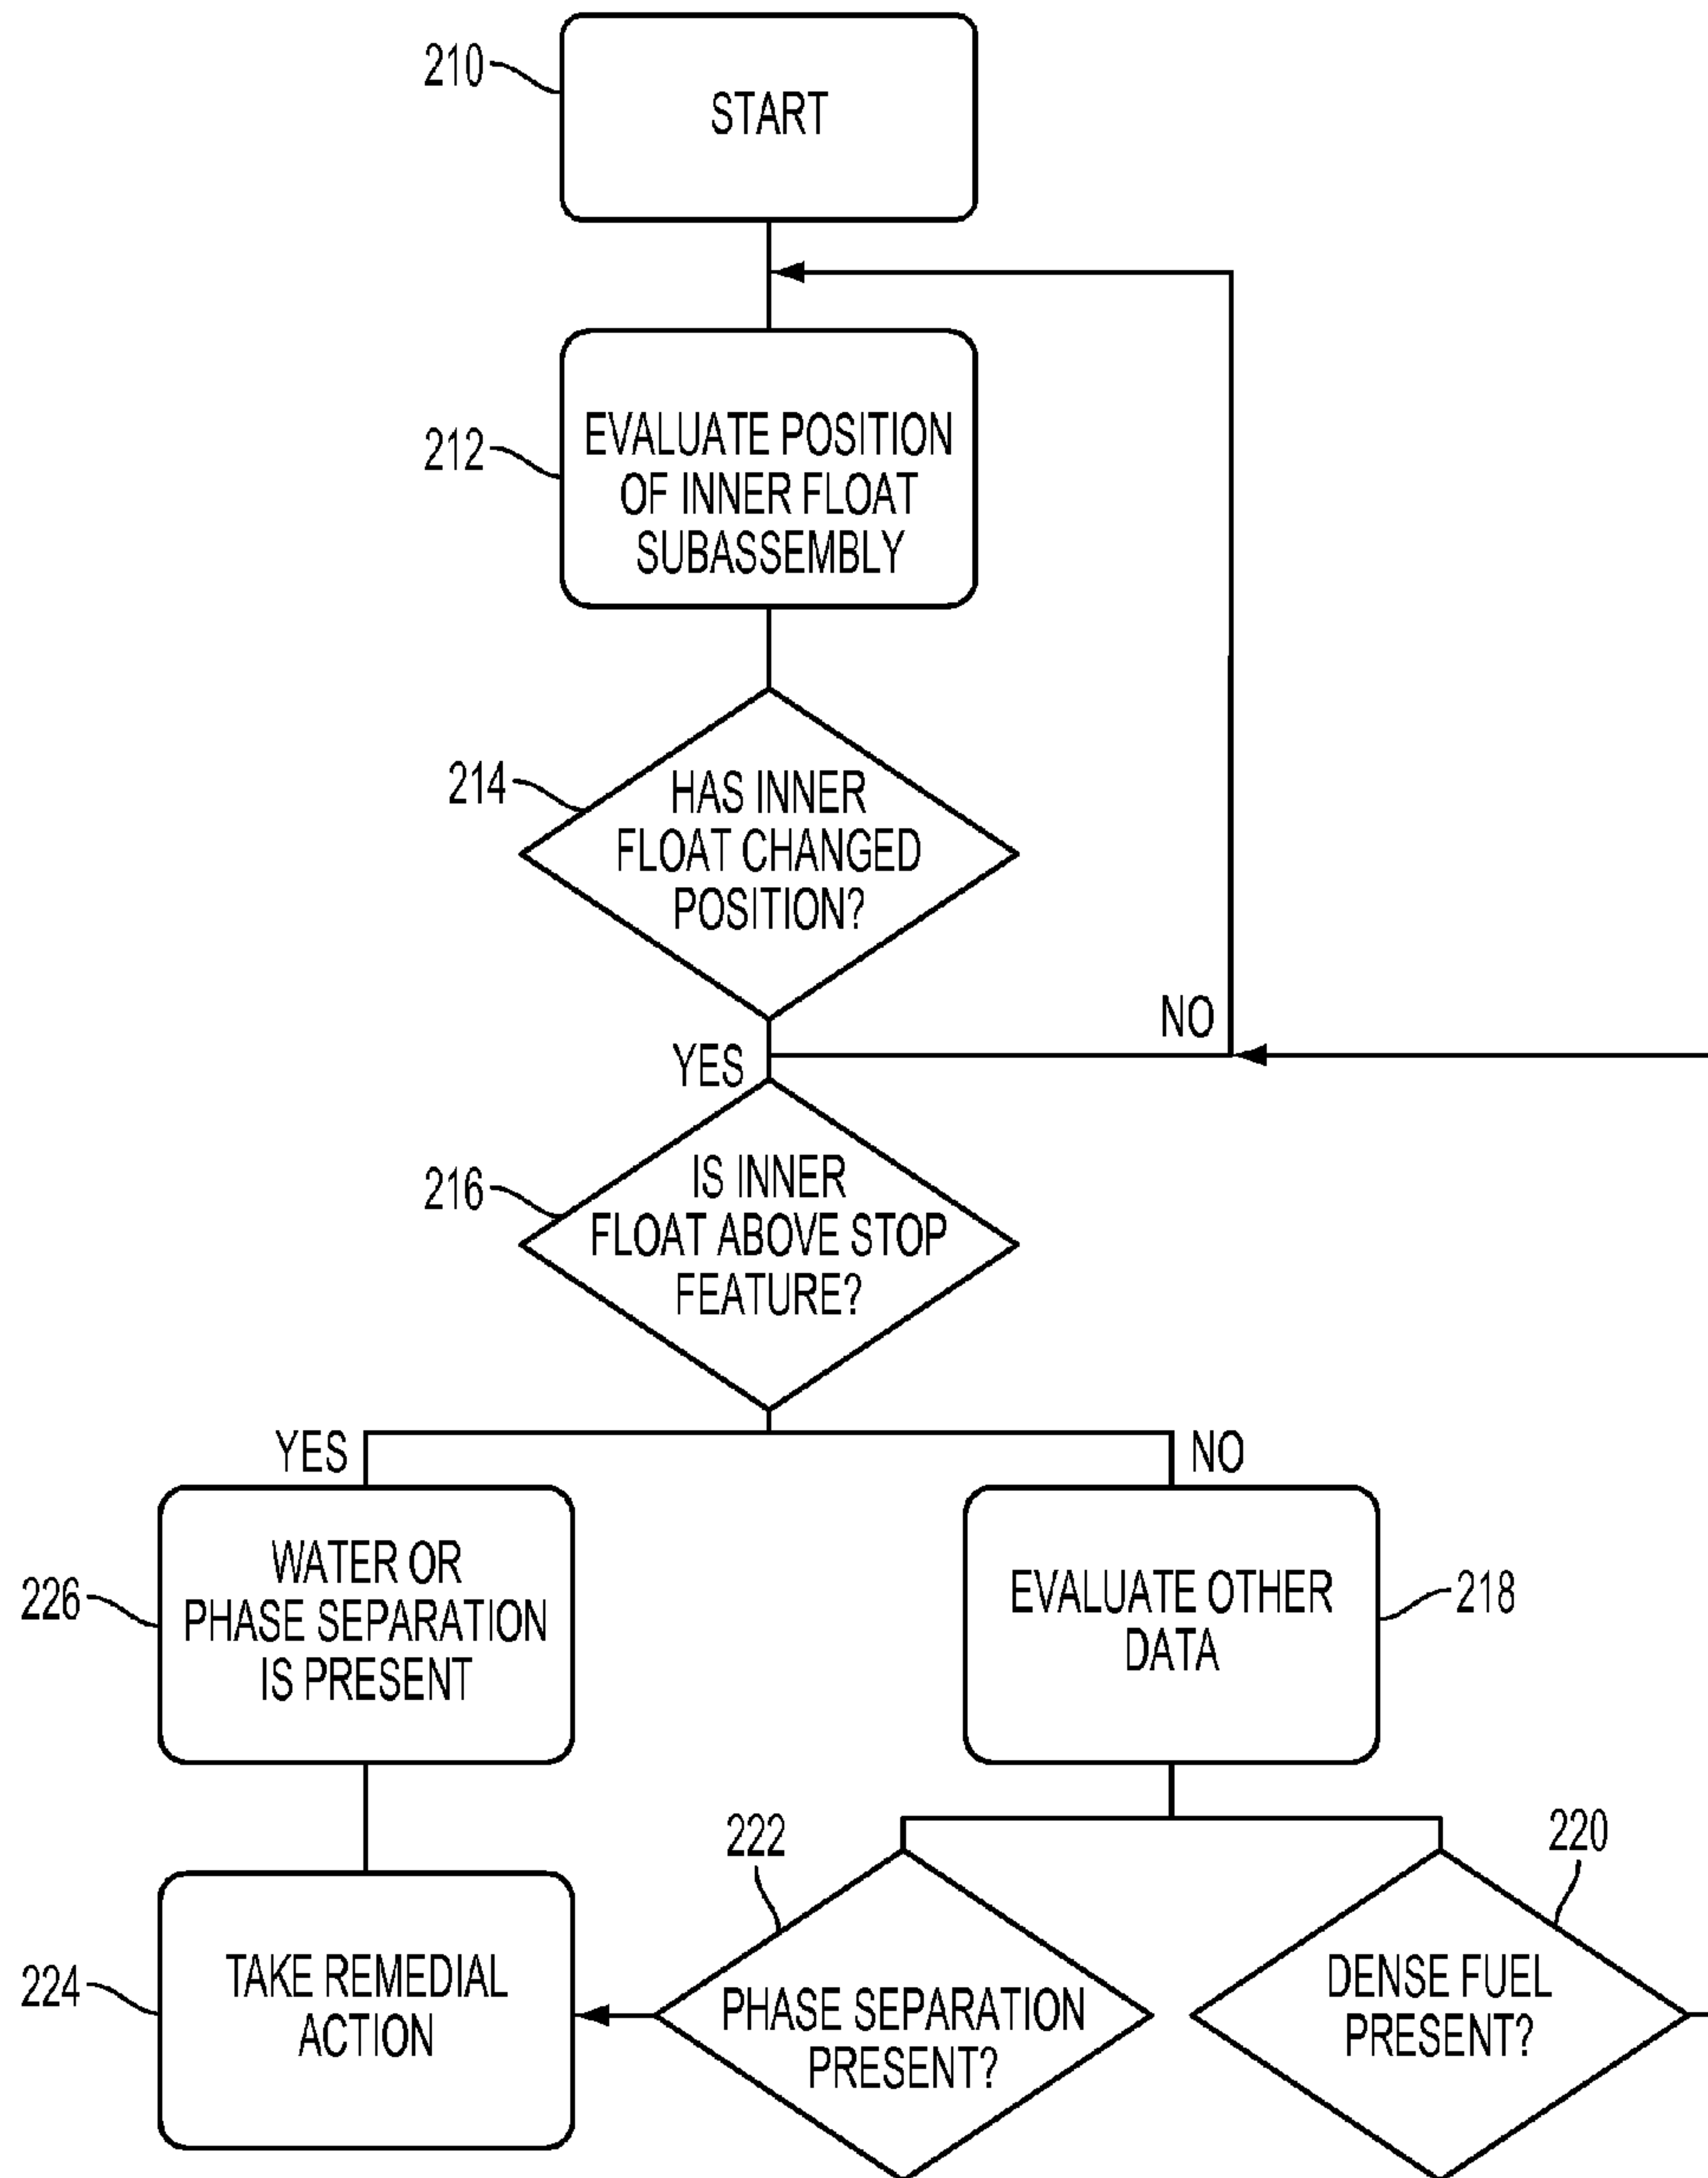 210
START
212
EVALUATE POSITION
OF INNER FLOAT
SUBASSEMBLY
214
HAS INNER
FLOAT CHANGED
POSITION?
NO
YES
216
IS INNER
FLOAT ABOVE STOP
FEATURE?
YES
NO
226
WATER OR
PHASE SEPARATION
IS PRESENT
EVALUATE OTHER
DATA
218
222
220
224
TAKE REMEDIAL
ACTION
PHASE SEPARATION
PRESENT?
DENSE FUEL
PRESENT?